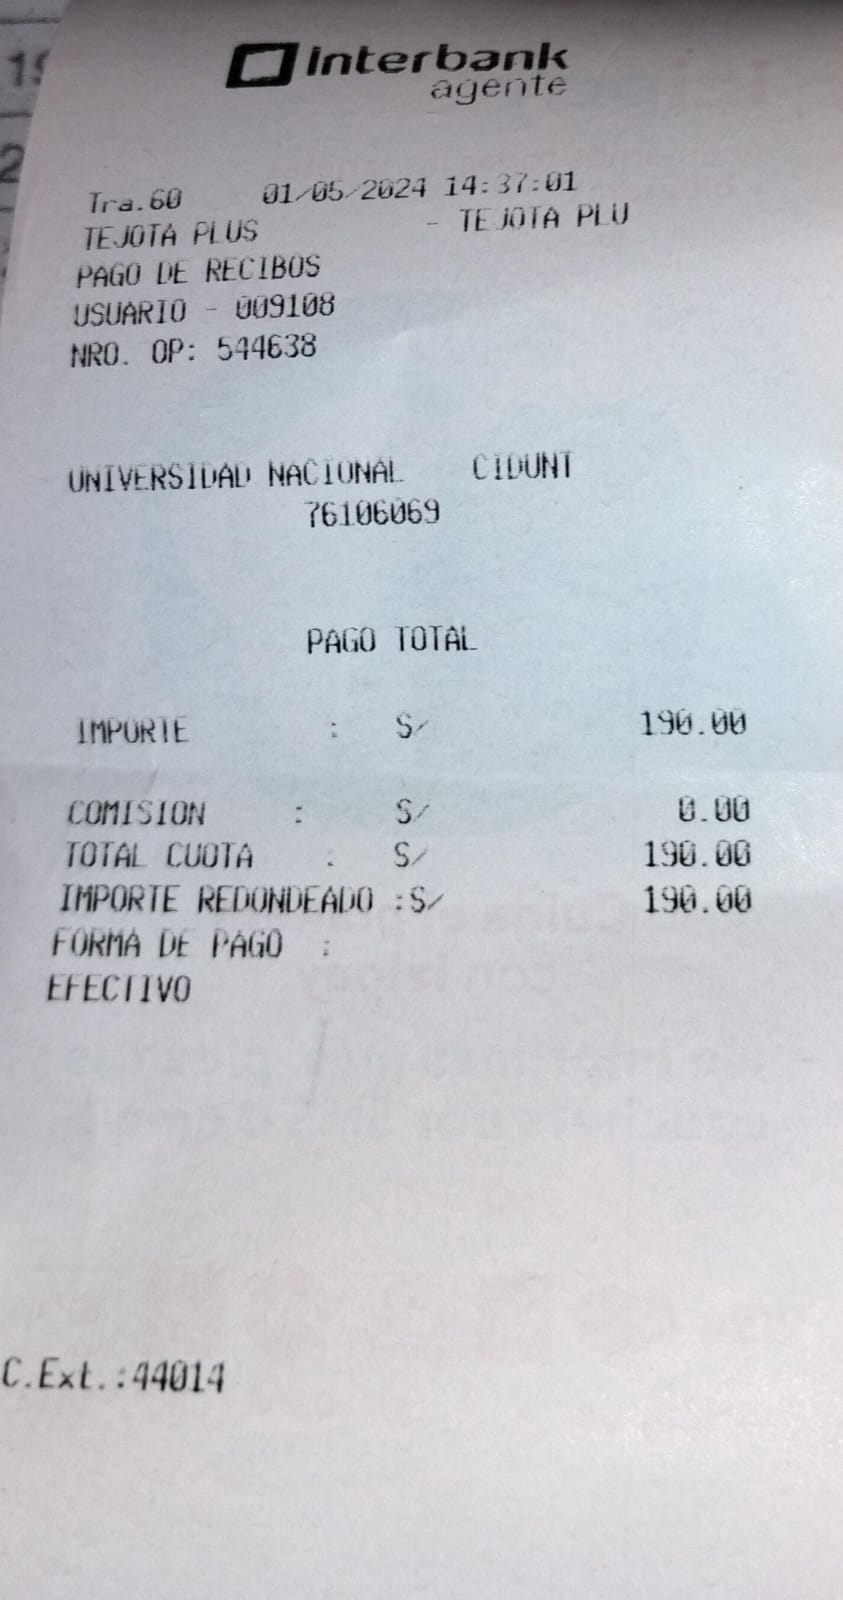 Interbank
agente
Tra.60 01/05/2024 14:37:01
TEJOTA PLUS - TEJOTA PLU
PAGO DE RECIBOS
USUARIO - 009108
NRO. OP: 544638
UNIVERSIDAD NACIONAL CIDUNT
76106069
PAGO TOTAL
IMPORTE : S/ 190.00
COMISION : S/ 0.00
TOTAL CUOTA : S/ 190.00
IMPORTE REDONDEADO :S/ 190.00
FORMA DE PAGO :
EFECTIVO
C.Ext.:44014